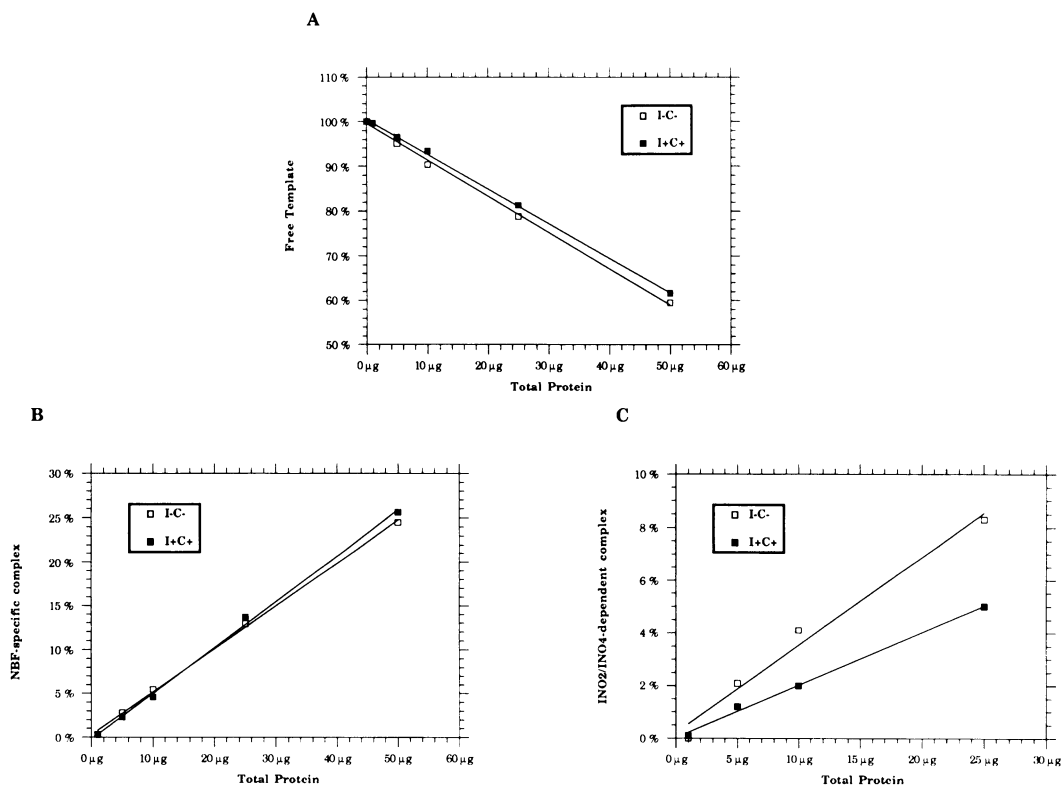 A
110 %
100 %
90 %
80 %
70 %
60 %
50 %
Free Template
I-C-
I+C+
0 µg
10 µg
20 µg
30 µg
40 µg
50 µg
60 µg
Total Protein
B
30 %
25 %
20 %
15 %
10 %
5 %
0 %
NBF-specific complex
I-C-
I+C+
0 µg
10 µg
20 µg
30 µg
40 µg
50 µg
60 µg
Total Protein
C
10 %
8 %
6 %
4 %
2 %
0 %
INO2/INO4-dependent complex
I-C-
I+C+
0 µg
5 µg
10 µg
15 µg
20 µg
25 µg
30 µg
Total Protein